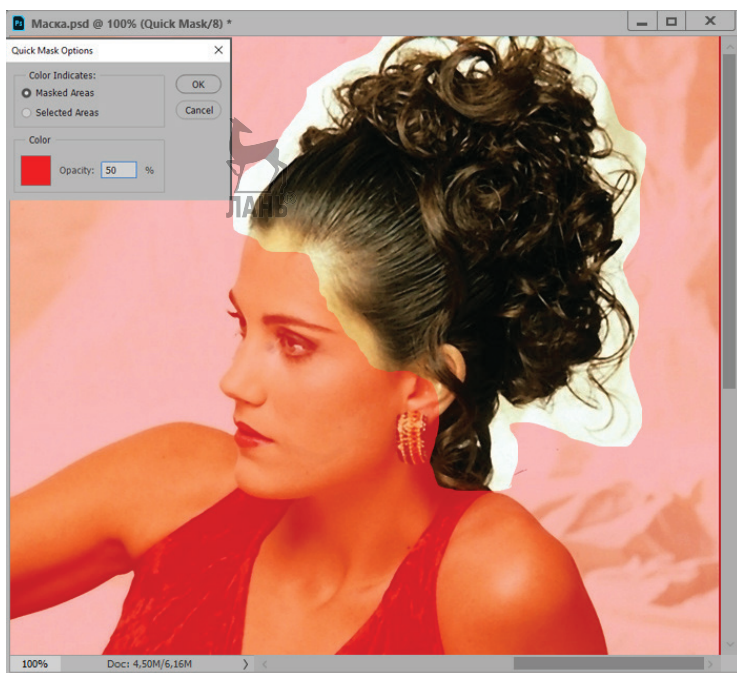 Маска.psd @ 100% (Quick Mask/8) *
Quick Mask Options
Color Indicates:
Masked Areas
Selected Areas
OK
Cancel
Color
Opacity: 50 %
ЛАНЬ
100% Doc: 4,50M/6,16M